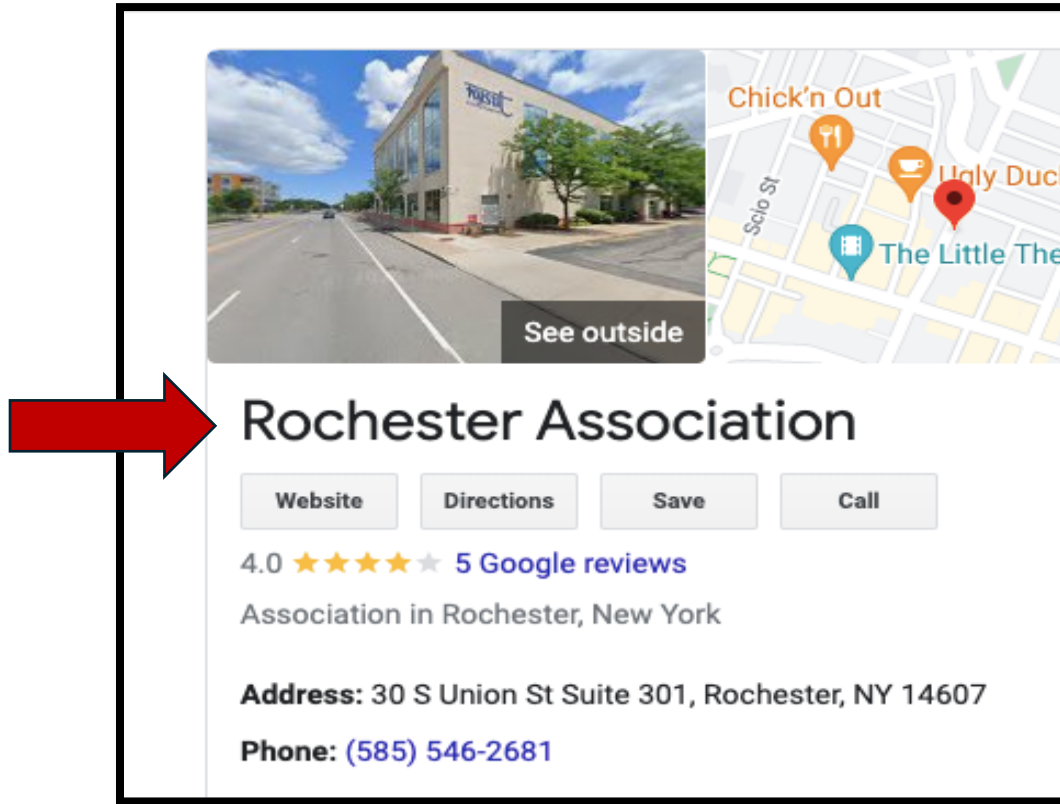 Chick'n Out
Ugly Duc
Scio St
The Little The
See outside
Rochester Association
Website
Directions
Save
Call
4.0
5 Google reviews
Association in Rochester, New York
Address: 30 S Union St Suite 301, Rochester, NY 14607
Phone: (585) 546-2681